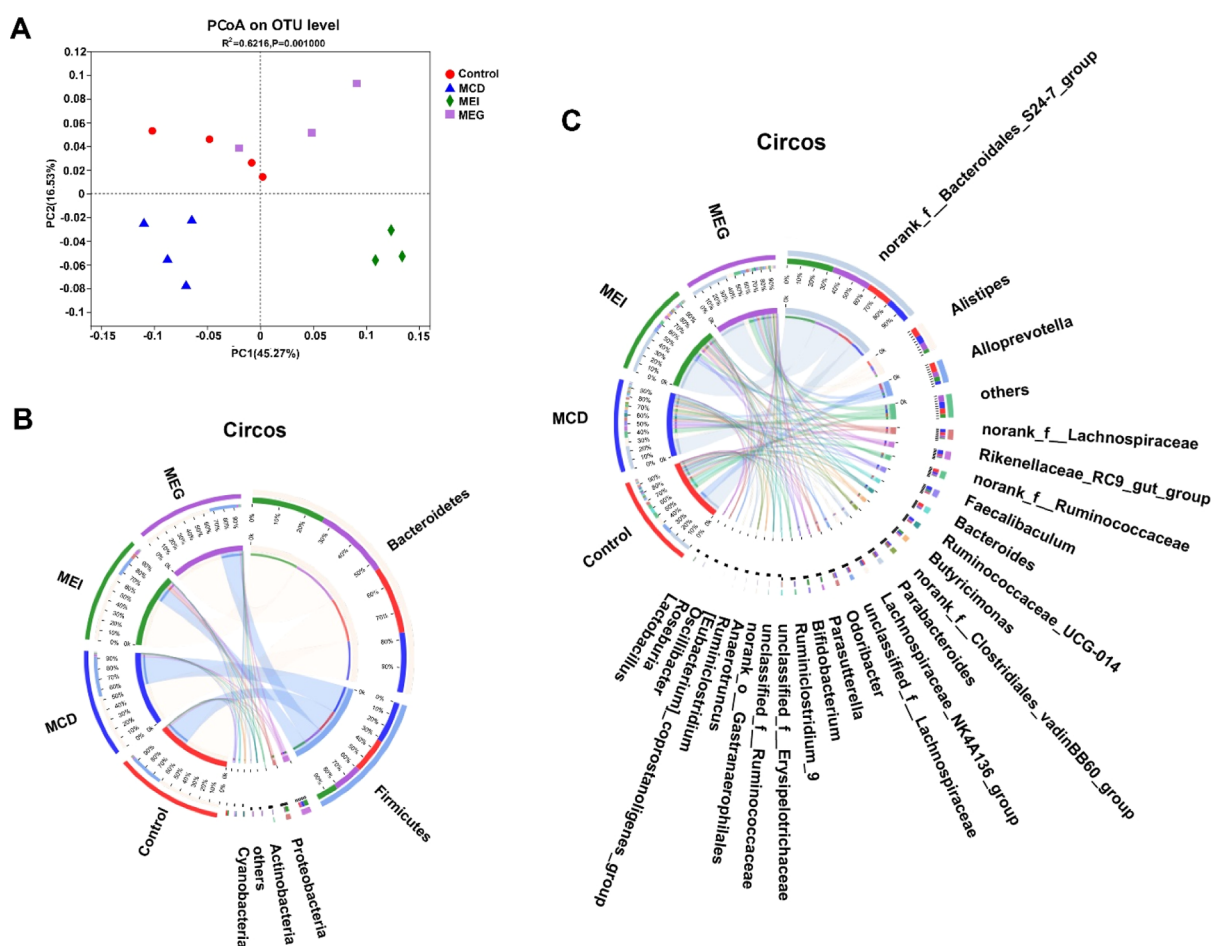 A
PCoA on OTU level
R²=0.6216,P=0.001000
0.12
0.1
0.08
0.06
0.04
0.02
0
-0.02
-0.04
-0.06
-0.08
-0.1
PC2(16.53%)
-0.15
-0.1
-0.05
0
0.05
0.1
0.15
PC1(45.27%)
Control
MCD
MEI
MEG
B
Circos
MEG
MEI
MCD
Control
Bacteroidetes
Firmicutes
Proteobacteria
Actinobacteria
others
Cyanobacteria
C
Circos
MEG
MEI
MCD
Control
norank_f__Bacteroidales_S24-7_group
Alistipes
Alloprevotella
others
norank_f__Lachnospiraceae
Rikenellaceae_RC9_gut_group
norank_f__Ruminococcaceae
Faecalibaculum
Bacteroides
Ruminococcaceae_UCG-014
Butyricimonas
norank_f__Clostridiales_vadinBB60_group
Parabacteroides
Lachnospiraceae_NK4A136_group
unclassified_f__Lachnospiraceae
Odoribacter
Parasutterella
Bifidobacterium
Ruminiclostridium_9
unclassified_f__Erysipelotrichaceae
unclassified_f__Ruminococcaceae
norank_o__Gastranaerophilales
Anaerotruncus
Ruminiclostridium
[Eubacterium]_coprostanoligenes_group
Oscillibacter
Roseburia
Lactobacillus